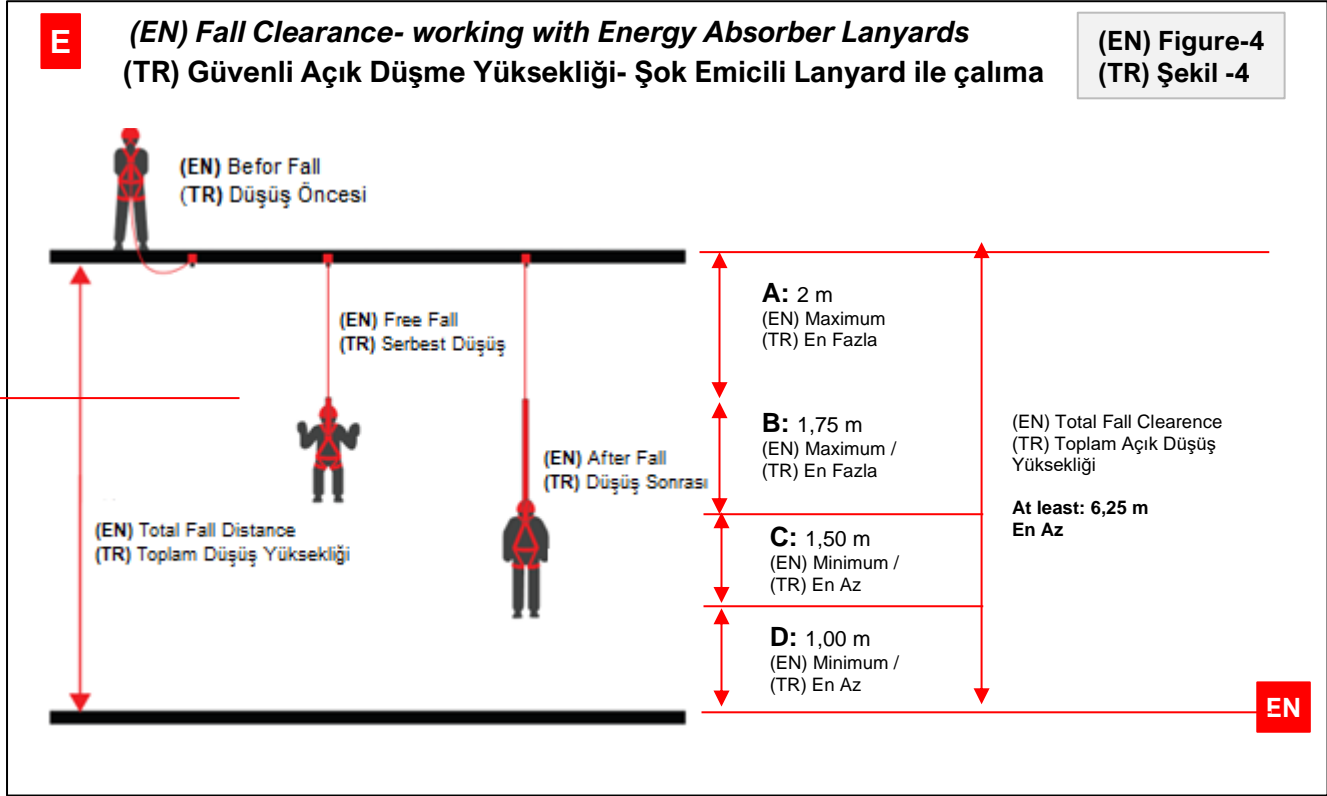 E
(EN) Fall Clearance- working with Energy Absorber Lanyards
(TR) Güvenli Açık Düşme Yüksekliği- Şok Emicili Lanyard ile çalıma
(EN) Figure-4
(TR) Şekil -4
(EN) Befor Fall
(TR) Düşüş Öncesi
(EN) Free Fall
(TR) Serbest Düşüş
(EN) After Fall
(TR) Düşüş Sonrası
(EN) Total Fall Distance
(TR) Toplam Düşüş Yüksekliği
A: 2 m
(EN) Maximum
(TR) En Fazla
B: 1,75 m
(EN) Maximum /
(TR) En Fazla
C: 1,50 m
(EN) Minimum /
(TR) En Az
D: 1,00 m
(EN) Minimum /
(TR) En Az
(EN) Total Fall Clearence
(TR) Toplam Açık Düşüş
Yüksekliği
At least: 6,25 m
En Az
EN